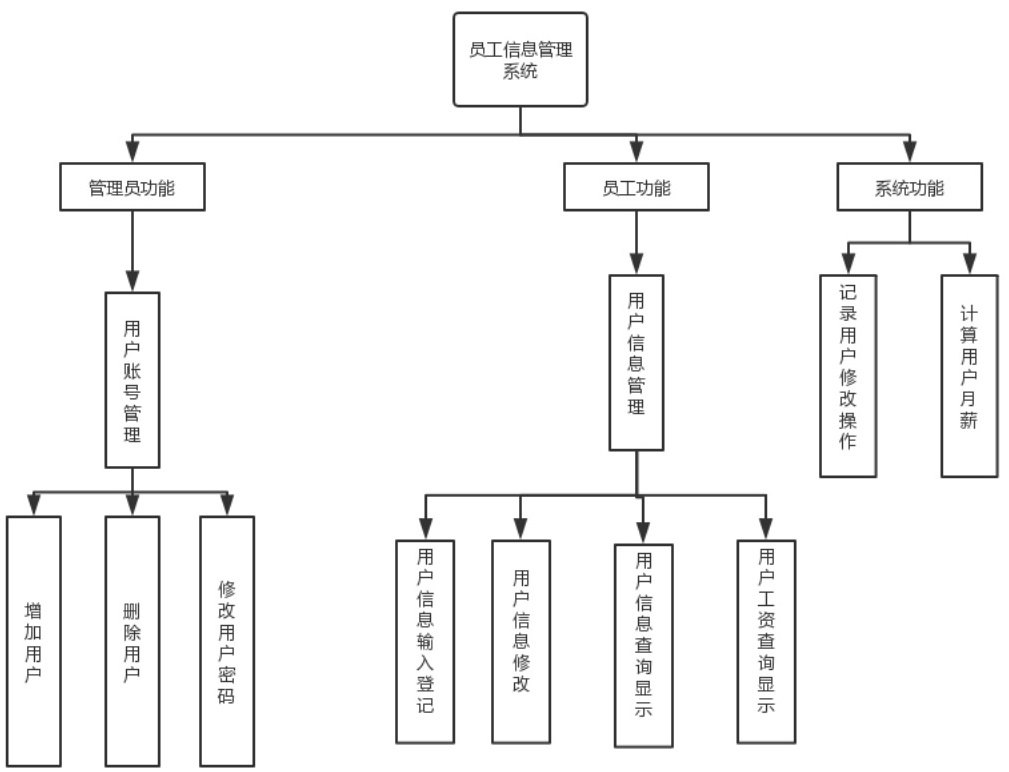 员工信息管理
系统
管理员功能
员工功能
系统功能
用户账号管理
用户信息管理
记录用户修改操作
计算用户月薪
增加用户
删除用户
修改用户密码
用户信息输入登记
用户信息修改
用户信息查询显示
用户工资查询显示